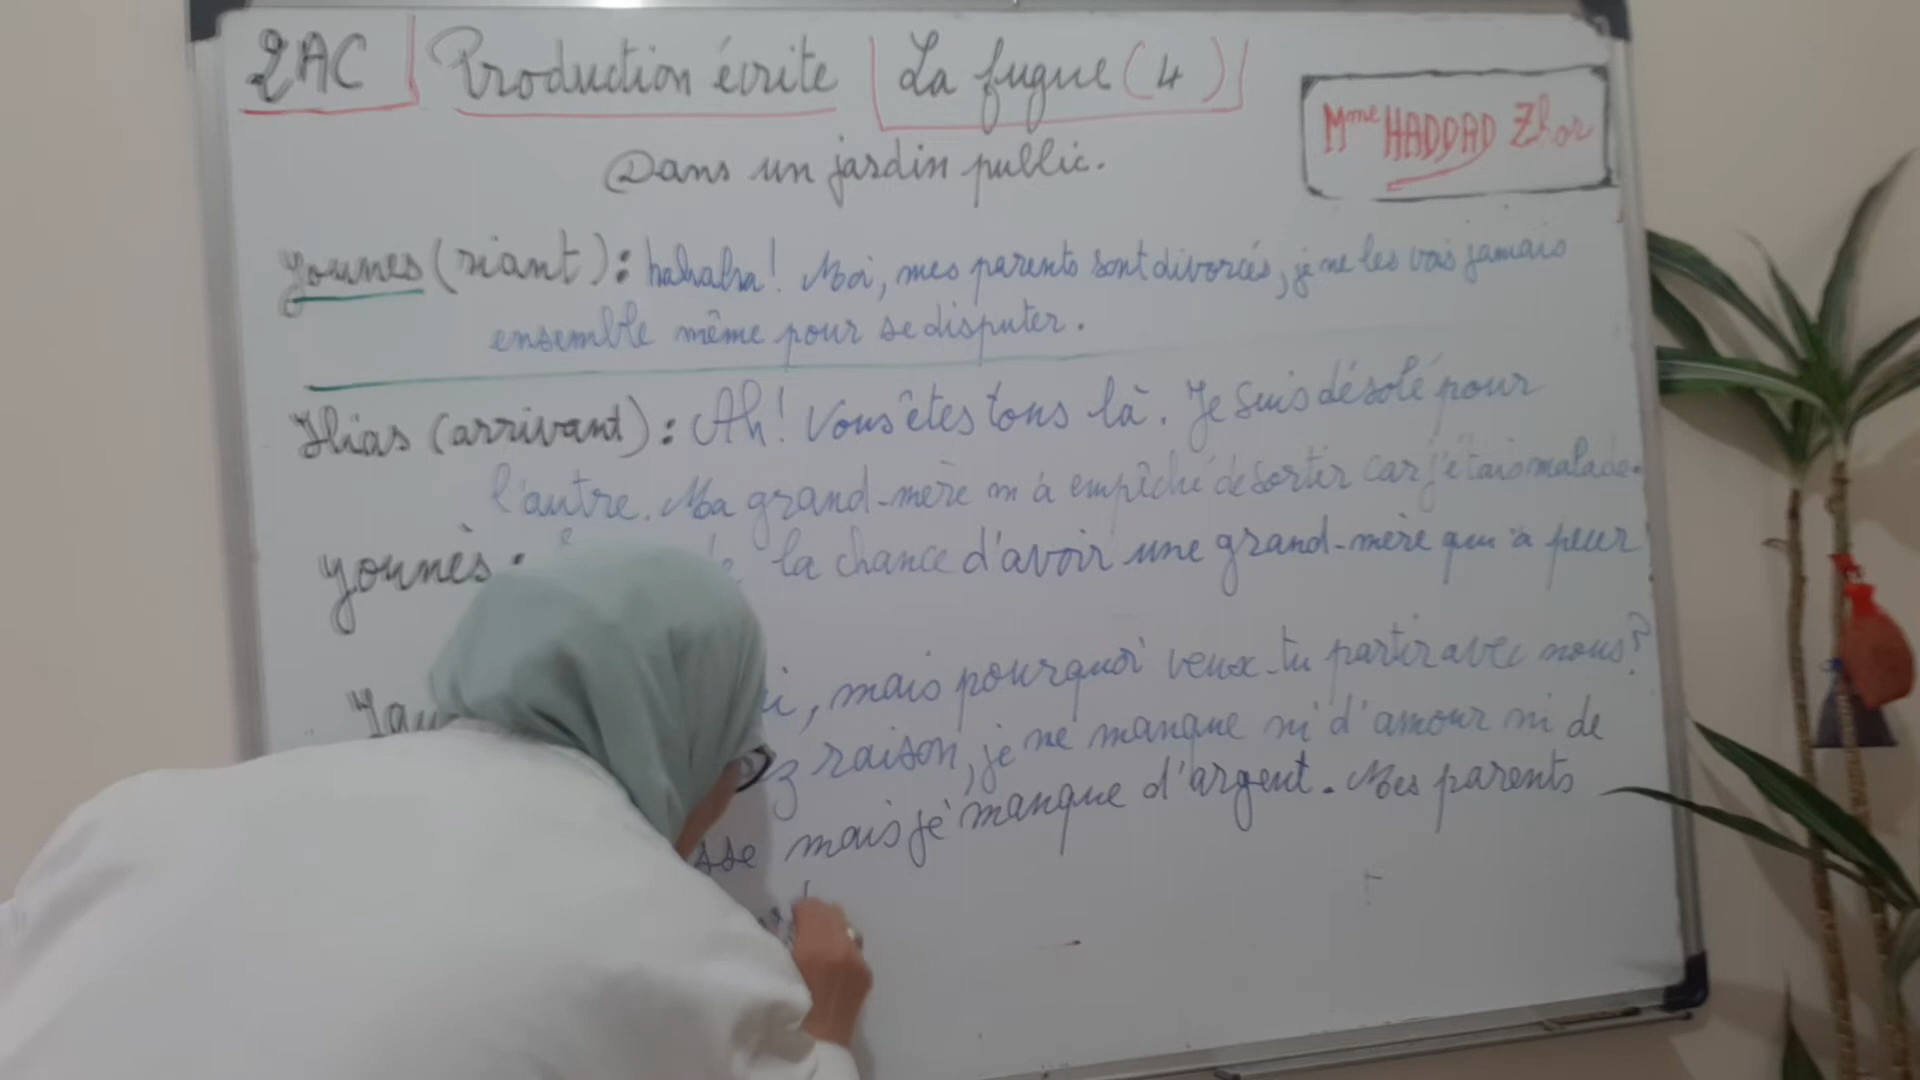 2AC Production écrite La fugue (4)
Mme HADDAD Zhor
Dans un jardin public.
Younes (riant) : hahaha! Moi, mes parents sont divorcés, je ne les vois jamais
ensemble même pour se disputer.
Ilias (arrivant) : Ah! Vous êtes tous là. Je suis désolé pour
l'autre. Ma grand-mère m'a empêché de sortir car j'étais malade.
Younès : la chance d'avoir une grand-mère qui a peur
, mais pourquoi veux-tu partir avec nous?
raison, je ne manque ni d'amour ni de
mais je manque d'argent. Mes parents